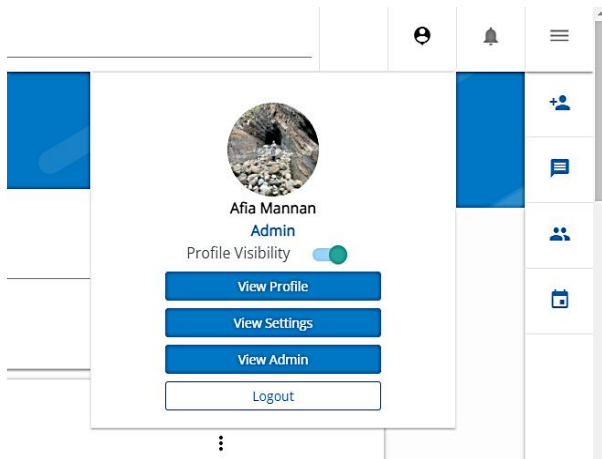 Afia Mannan
Admin
Profile Visibility
View Profile
View Settings
View Admin
Logout